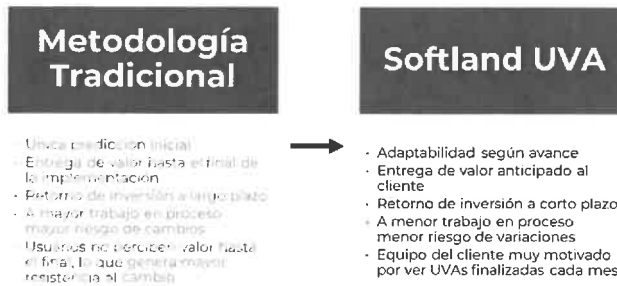 Metodología
Tradicional
Única predicción inicial
Entrega de valor hasta el final de
la implementación
· Retorno de inversión a largo plazo
· A mayor trabajo en proceso
mayor riesgo de cambios
· Usuarios no perciben valor hasta
el final, lo que genera mayor
resistencia al cambio
Softland UVA
· Adaptabilidad según avance
· Entrega de valor anticipado al
cliente
· Retorno de inversión a corto plazo
· A menor trabajo en proceso
menor riesgo de variaciones
· Equipo del cliente muy motivado
por ver UVAs finalizadas cada mes